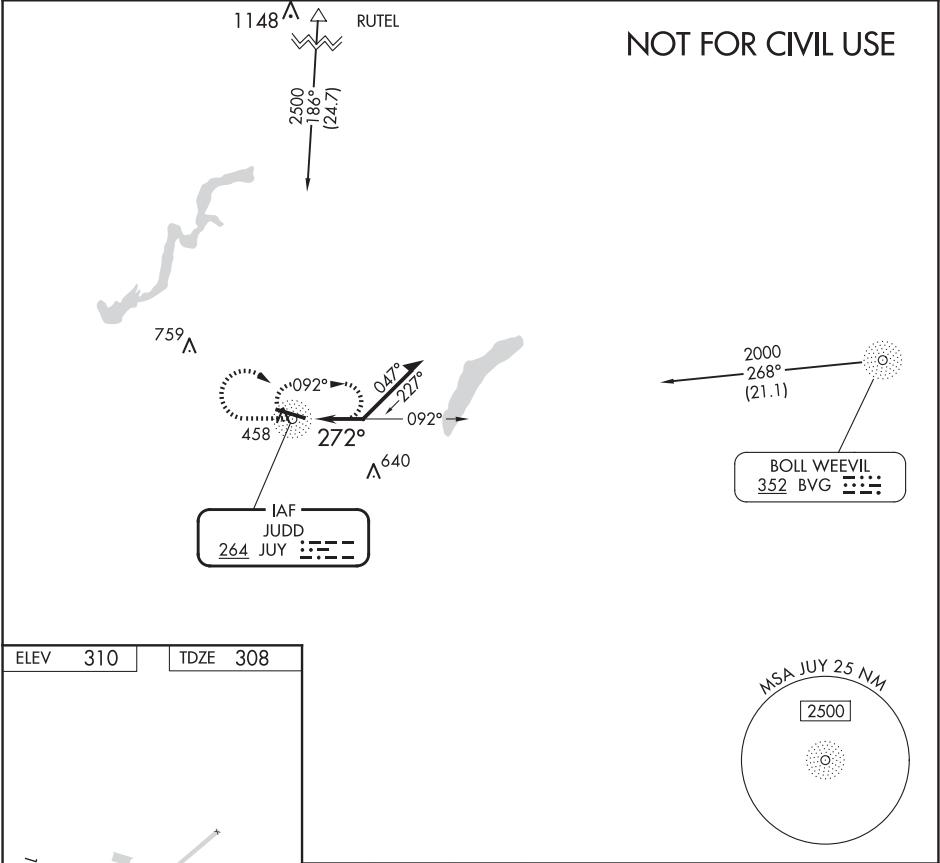 1148
RUTEL
NOT FOR CIVIL USE
2500
186°
(24.7)
759
092°
047°
227°
092°
458
272°
640
2000
268°
(21.1)
BOLL WEEVIL
352 BVG
IAF
JUDD
264 JUY
ELEV 310
TDZE 308
MSA JUY 25 NM
2500